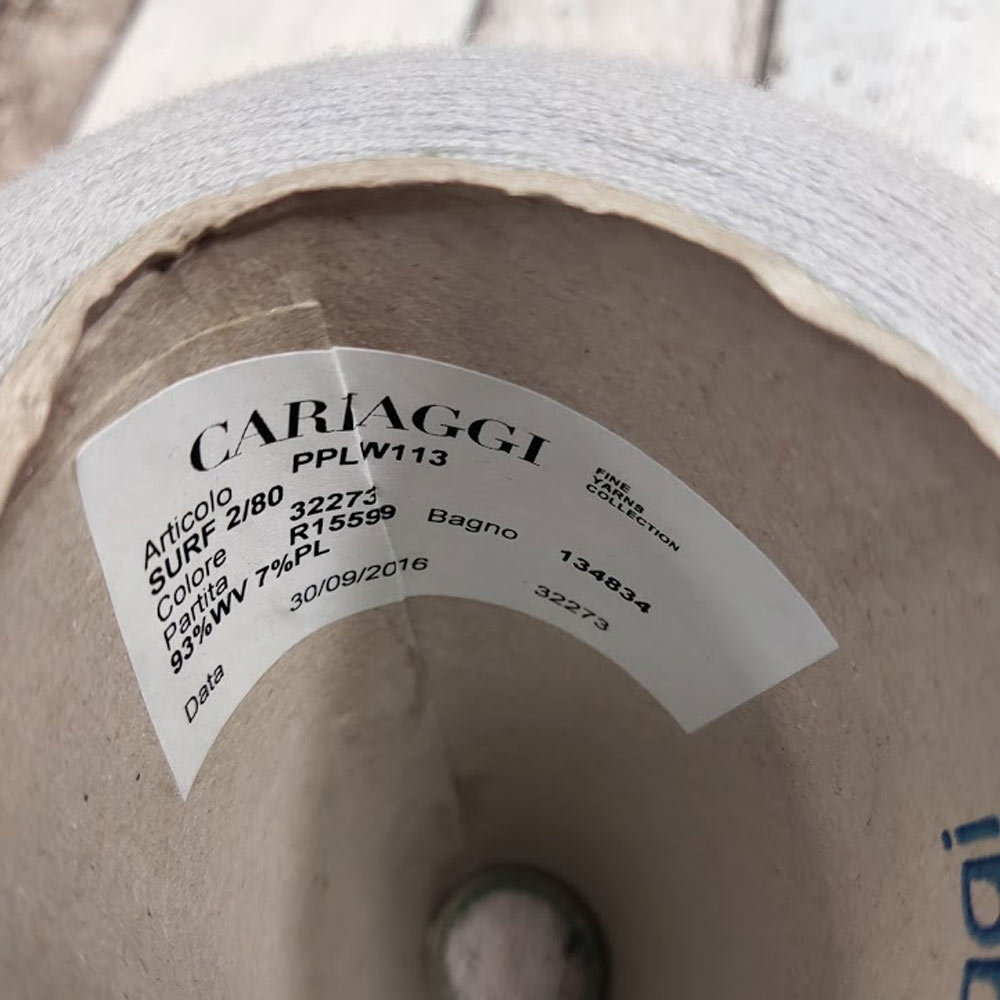 CARIAGGI
FINE
YARNS
COLLECTION
Articolo PPLW113
SURF 2/80
Colore 32273
Partita R15599 Bagno 134834
93%WV 7%PL
Data 30/09/2016 32273